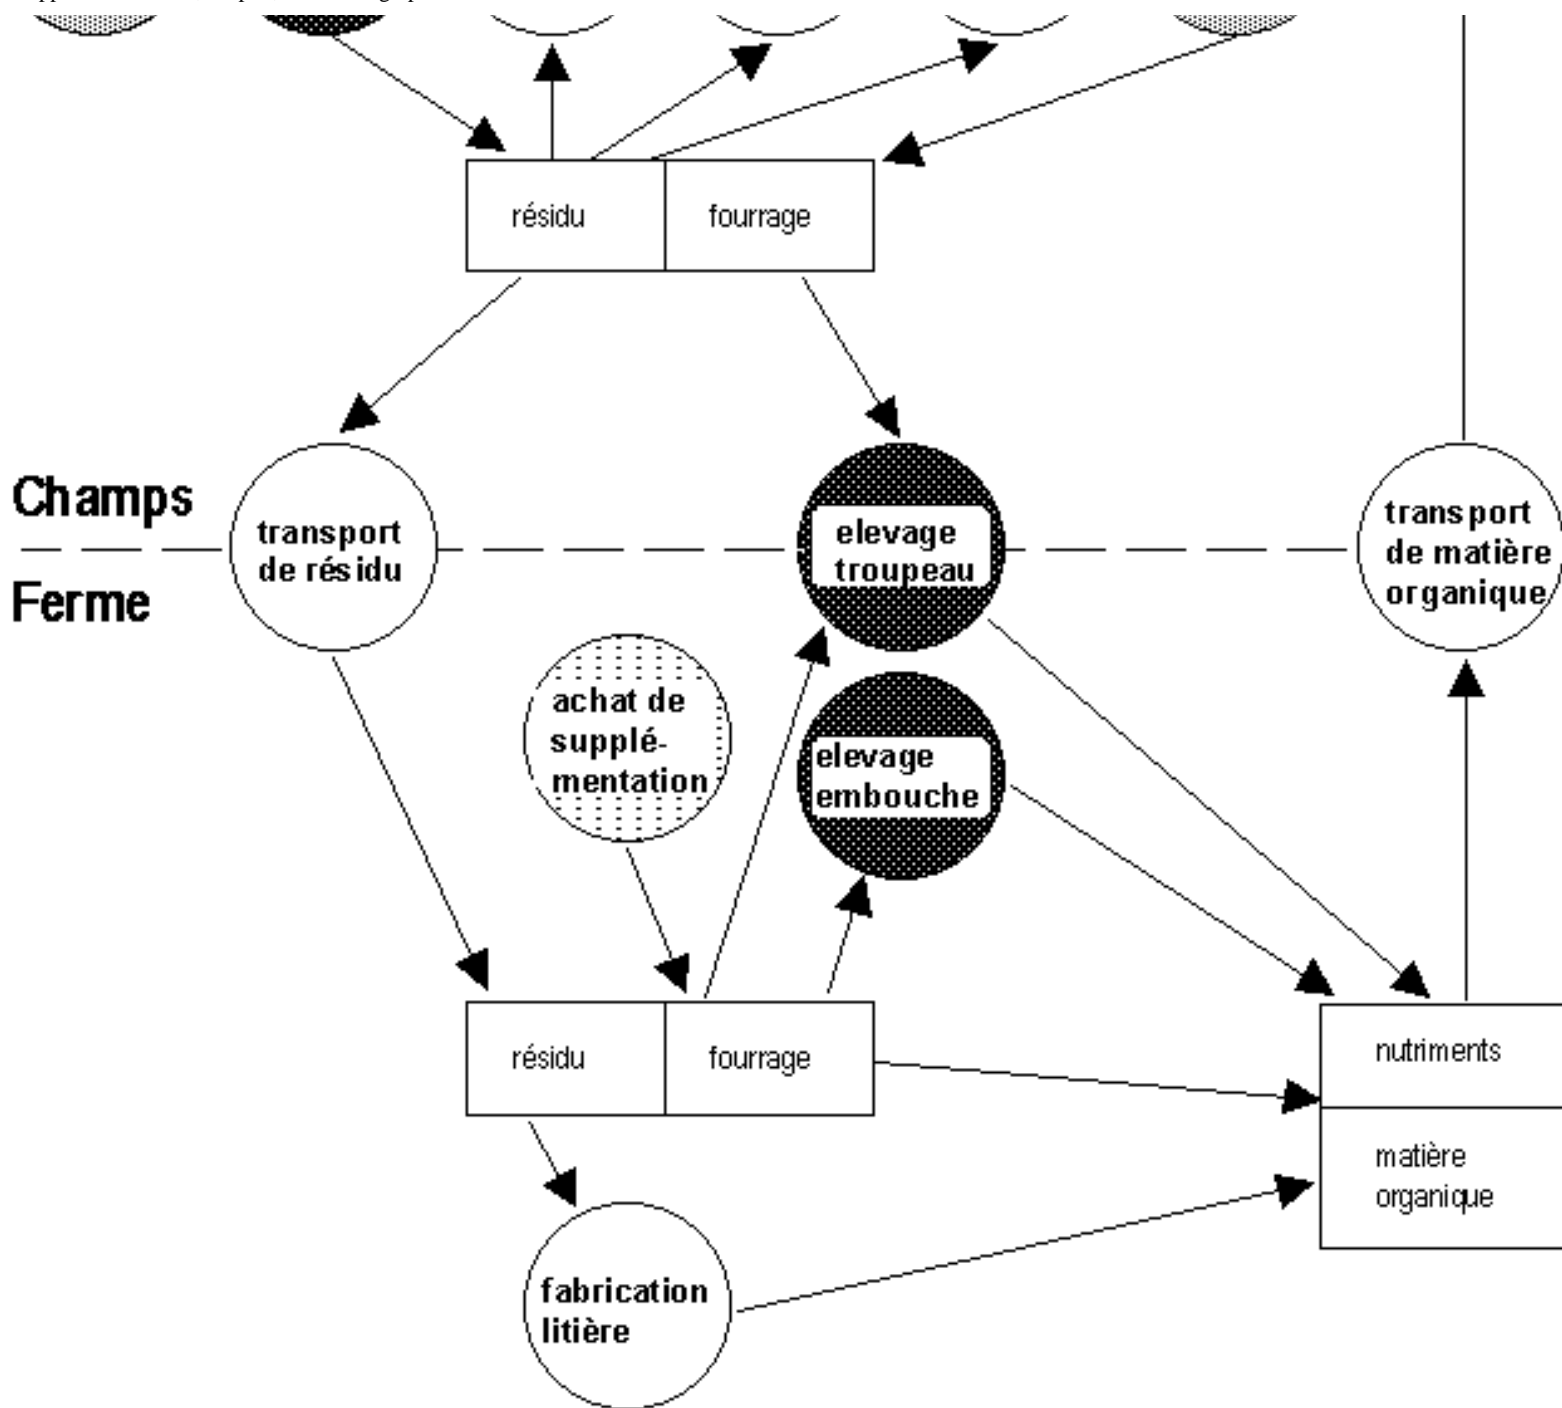 résidu
fourrage
Champs
transport
de résidu
elevage
troupeau
transport
de matière
organique
Ferme
achat de
supplé-
mentation
elevage
embouche
résidu
fourrage
nutriments
matière
organique
fabrication
litière